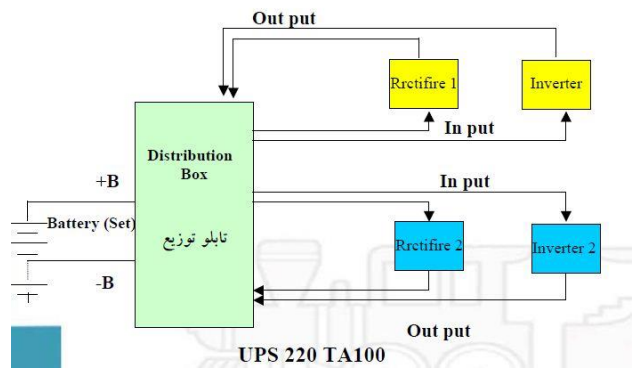 Out put
Rrctifire 1
Inverter
In put
Distribution
Box
تابلو توزیع
+B
Battery (Set)
-B
In put
Rrctifire 2
Inverter 2
Out put
UPS 220 TA100